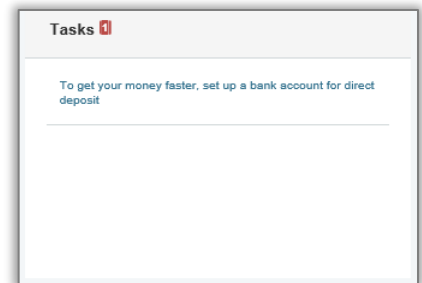 Tasks 1
To get your money faster, set up a bank account for direct
deposit